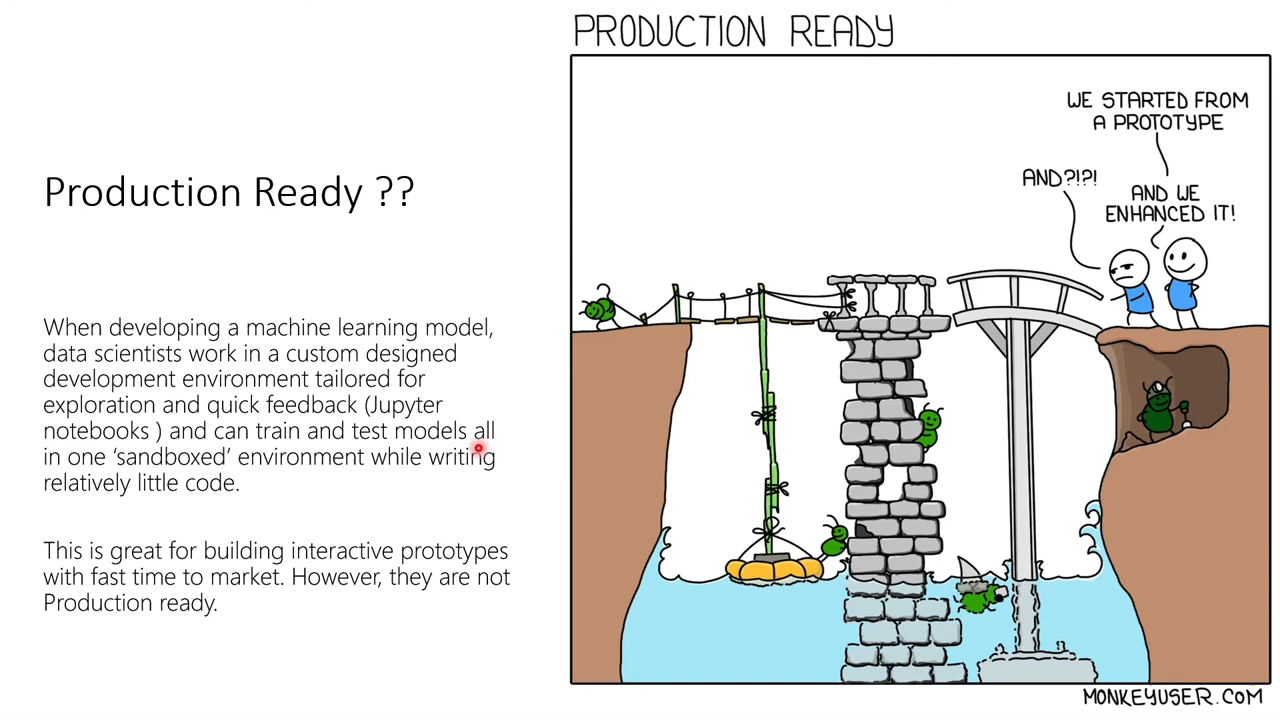 Production Ready ??
When developing a machine learning model,
data scientists work in a custom designed
development environment tailored for
exploration and quick feedback (Jupyter
notebooks ) and can train and test models all
in one ‘sandboxed’ environment while writing
relatively little code.
This is great for building interactive prototypes
with fast time to market. However, they are not
Production ready.
PRODUCTION READY
WE STARTED FROM
A PROTOTYPE
AND?!?!
AND WE
ENHANCED IT!
MONKEYUSER.COM